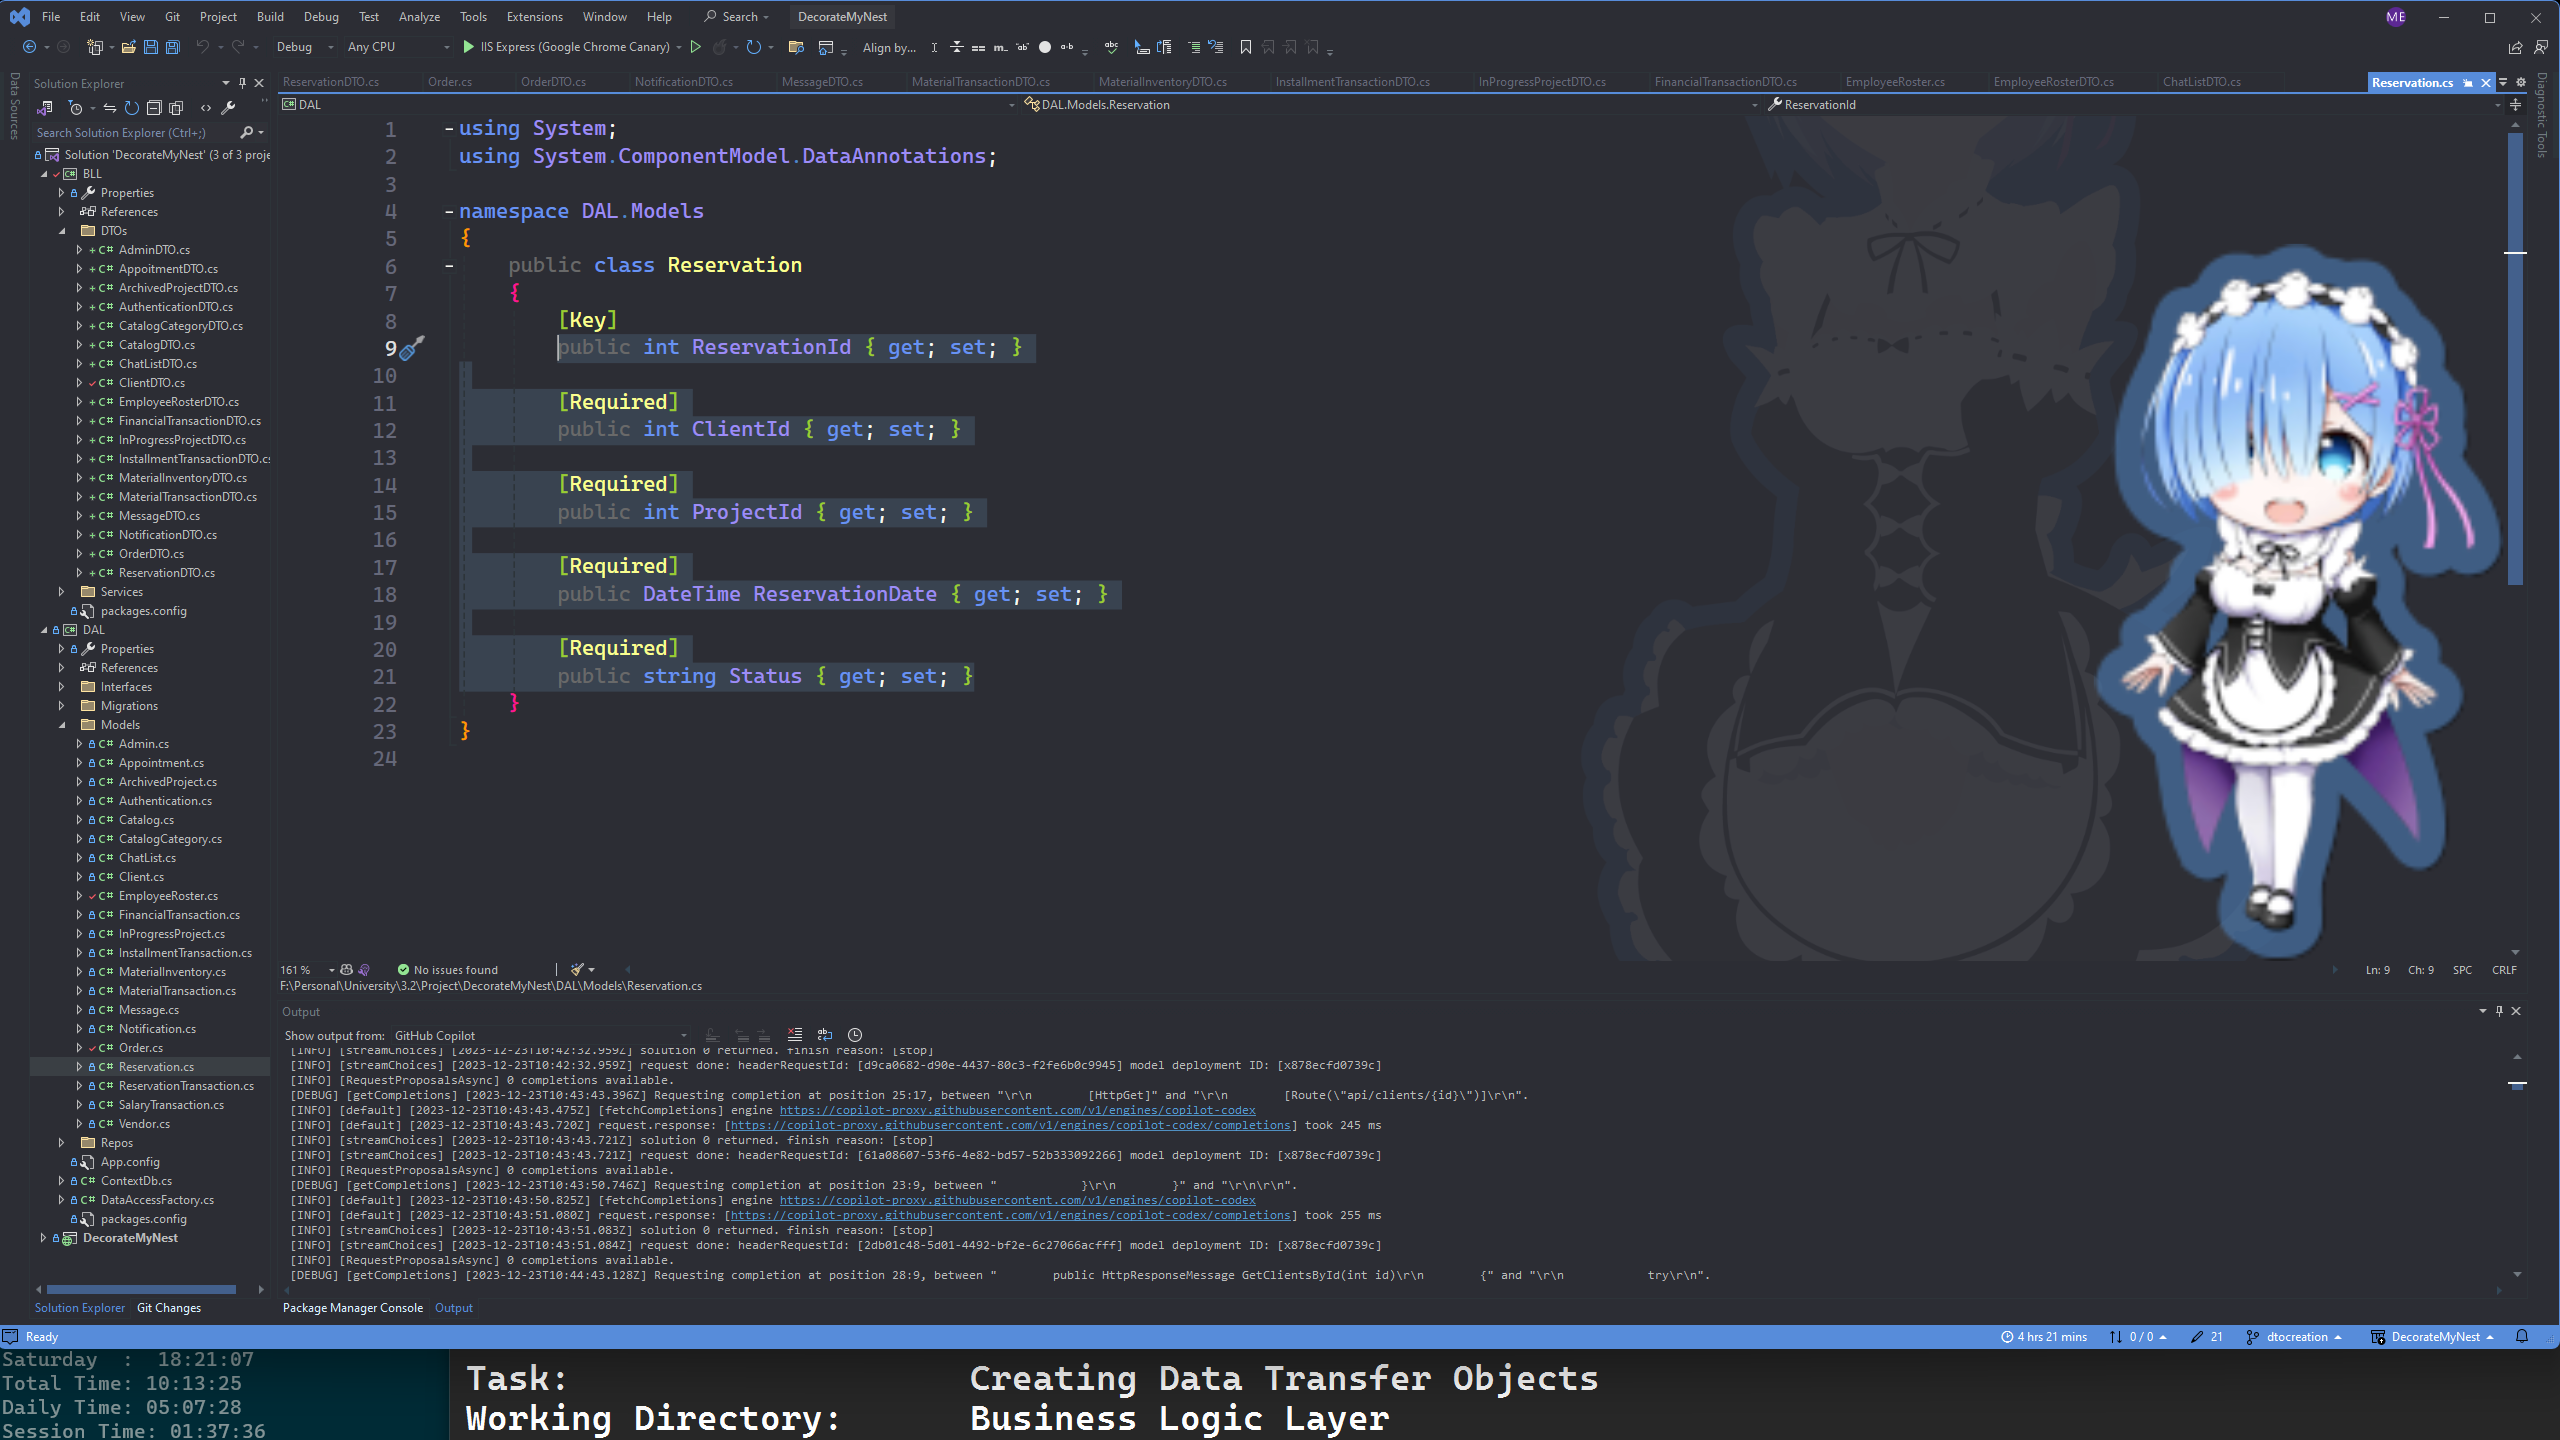 File Edit View Git Project Build Debug Test Analyze Tools Extensions Window Help Search DecorateMyNest ME
Debug Any CPU IIS Express (Google Chrome Canary) Align by...
Data Sources
Solution Explorer
Search Solution Explorer (Ctrl+;)
Solution 'DecorateMyNest' (3 of 3 proje
BLL
Properties
References
DTOs
AdminDTO.cs
AppoitmentDTO.cs
ArchivedProjectDTO.cs
AuthenticationDTO.cs
CatalogCategoryDTO.cs
CatalogDTO.cs
ChatListDTO.cs
ClientDTO.cs
EmployeeRosterDTO.cs
FinancialTransactionDTO.cs
InProgressProjectDTO.cs
InstallmentTransactionDTO.cs
MaterialInventoryDTO.cs
MaterialTransactionDTO.cs
MessageDTO.cs
NotificationDTO.cs
OrderDTO.cs
ReservationDTO.cs
Services
packages.config
DAL
Properties
References
Interfaces
Migrations
Models
Admin.cs
Appointment.cs
ArchivedProject.cs
Authentication.cs
Catalog.cs
CatalogCategory.cs
ChatList.cs
Client.cs
EmployeeRoster.cs
FinancialTransaction.cs
InProgressProject.cs
InstallmentTransaction.cs
MaterialInventory.cs
MaterialTransaction.cs
Message.cs
Notification.cs
Order.cs
Reservation.cs
ReservationTransaction.cs
SalaryTransaction.cs
Vendor.cs
Repos
App.config
ContextDb.cs
DataAccessFactory.cs
packages.config
DecorateMyNest
Solution Explorer Git Changes
ReservationDTO.cs Order.cs OrderDTO.cs NotificationDTO.cs MessageDTO.cs MaterialTransactionDTO.cs MaterialInventoryDTO.cs InstallmentTransactionDTO.cs InProgressProjectDTO.cs FinancialTransactionDTO.cs EmployeeRoster.cs EmployeeRosterDTO.cs ChatListDTO.cs Reservation.cs
DAL DAL.Models.Reservation ReservationId
Diagnostic Tools
1 using System;
2 using System.ComponentModel.DataAnnotations;
3
4 namespace DAL.Models
5 {
6 public class Reservation
7 {
8 [Key]
9 public int ReservationId { get; set; }
10
11 [Required]
12 public int ClientId { get; set; }
13
14 [Required]
15 public int ProjectId { get; set; }
16
17 [Required]
18 public DateTime ReservationDate { get; set; }
19
20 [Required]
21 public string Status { get; set; }
22 }
23 }
24
161 % No issues found Ln: 9 Ch: 9 SPC CRLF
F:\Personal\University\3.2\Project\DecorateMyNest\DAL\Models\Reservation.cs
Output
Show output from: GitHub Copilot
[INFO] [streamChoices] [2023-12-23T10:42:32.959Z] solution 0 returned. finish reason: [stop]
[INFO] [streamChoices] [2023-12-23T10:42:32.959Z] request done: headerRequestId: [d9ca0682-d90e-4437-80c3-f2fe6b0c9945] model deployment ID: [x878ecfd0739c]
[INFO] [RequestProposalsAsync] 0 completions available.
[DEBUG] [getCompletions] [2023-12-23T10:43:43.396Z] Requesting completion at position 25:17, between "\r\n [HttpGet]" and "\r\n [Route(\"api/clients/{id}\")]\r\n".
[INFO] [default] [2023-12-23T10:43:43.475Z] [fetchCompletions] engine https://copilot-proxy.githubusercontent.com/v1/engines/copilot-codex
[INFO] [default] [2023-12-23T10:43:43.720Z] request.response: [https://copilot-proxy.githubusercontent.com/v1/engines/copilot-codex/completions] took 245 ms
[INFO] [streamChoices] [2023-12-23T10:43:43.721Z] solution 0 returned. finish reason: [stop]
[INFO] [streamChoices] [2023-12-23T10:43:43.721Z] request done: headerRequestId: [61a08607-53f6-4e82-bd57-52b333092266] model deployment ID: [x878ecfd0739c]
[INFO] [RequestProposalsAsync] 0 completions available.
[DEBUG] [getCompletions] [2023-12-23T10:43:50.746Z] Requesting completion at position 23:9, between " }\r\n }" and "\r\n\r\n".
[INFO] [default] [2023-12-23T10:43:50.825Z] [fetchCompletions] engine https://copilot-proxy.githubusercontent.com/v1/engines/copilot-codex
[INFO] [default] [2023-12-23T10:43:51.080Z] request.response: [https://copilot-proxy.githubusercontent.com/v1/engines/copilot-codex/completions] took 255 ms
[INFO] [streamChoices] [2023-12-23T10:43:51.083Z] solution 0 returned. finish reason: [stop]
[INFO] [streamChoices] [2023-12-23T10:43:51.084Z] request done: headerRequestId: [2db01c48-5d01-4492-bf2e-6c27066acfff] model deployment ID: [x878ecfd0739c]
[INFO] [RequestProposalsAsync] 0 completions available.
[DEBUG] [getCompletions] [2023-12-23T10:44:43.128Z] Requesting completion at position 28:9, between " public HttpResponseMessage GetClientsById(int id)\r\n {" and "\r\n try\r\n".
Package Manager Console Output
Ready 4 hrs 21 mins 0 / 0 21 dtocreation DecorateMyNest
Saturday : 18:21:07
Total Time: 10:13:25
Daily Time: 05:07:28
Session Time: 01:37:36
Task: Creating Data Transfer Objects
Working Directory: Business Logic Layer